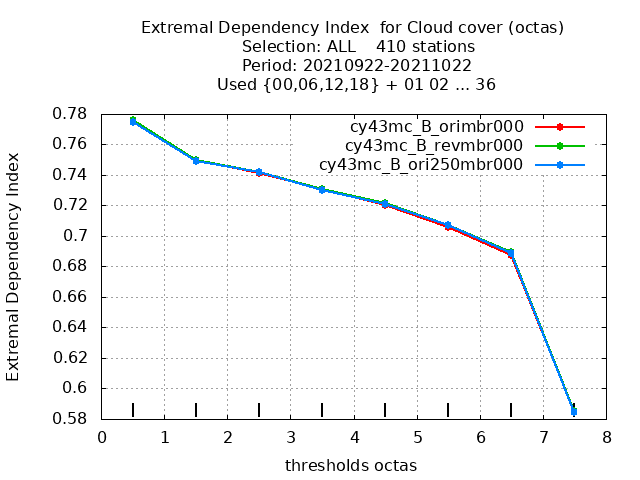 Extremal Dependency Index  for Cloud cover (octas)
Selection: ALL    410 stations
Period: 20210922-20211022
Used {00,06,12,18} + 01 02 ... 36
cy43mc_B_orimbr000
cy43mc_B_revmbr000
cy43mc_B_ori250mbr000
Extremal Dependency Index
0.78
0.76
0.74
0.72
0.7
0.68
0.66
0.64
0.62
0.6
0.58
0 1 2 3 4 5 6 7 8
thresholds octas